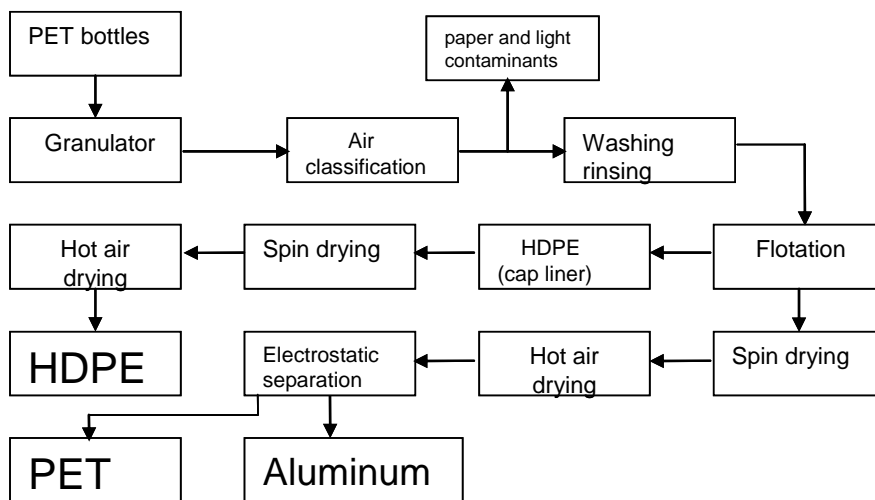 PET bottles
paper and light
contaminants
Granulator
Air
classification
Washing
rinsing
Hot air
drying
Spin drying
HDPE
(cap liner)
Flotation
HDPE
Electrostatic
separation
Hot air
drying
Spin drying
PET
Aluminum